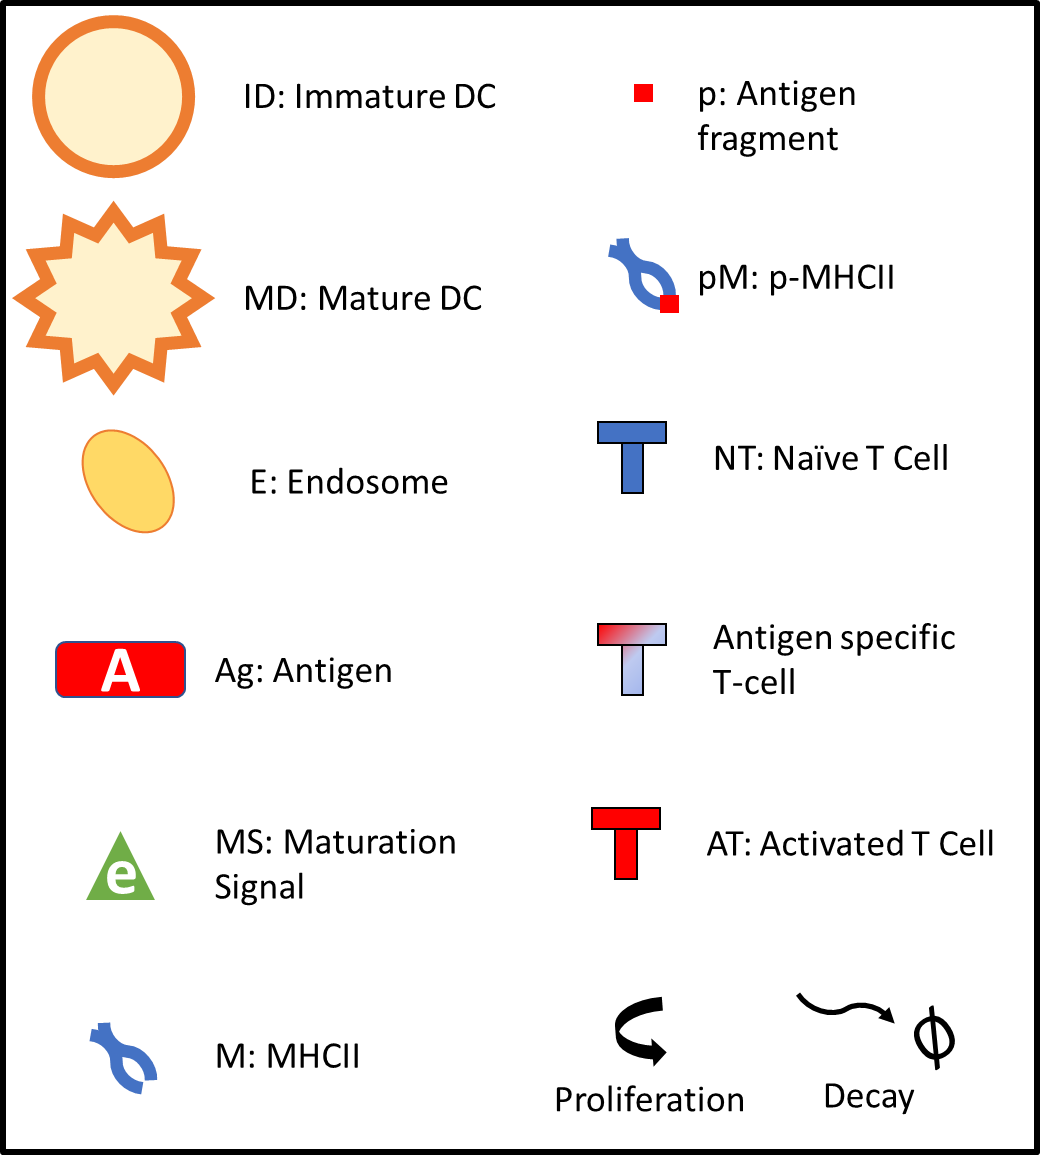 ID: Immature DC
MD: Mature DC
E: Endosome
A
Ag: Antigen
e
MS: Maturation
Signal
M: MHCII
p: Antigen
fragment
pM: p-MHCII
NT: Naïve T Cell
Antigen specific
T-cell
AT: Activated T Cell
Proliferation
ϕ
Decay